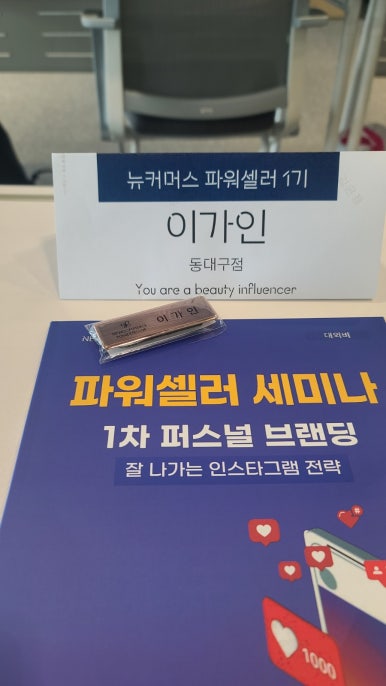 뉴커머스 파워셀러 1기
이가인
동대구점
You are a beauty influencer
이가인
대외비
파워셀러 세미나
1차 퍼스널 브랜딩
잘 나가는 인스타그램 전략
1000